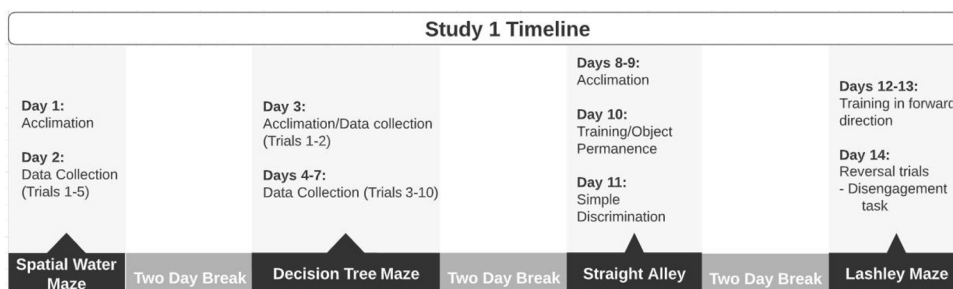 Study 1 Timeline
Day 1:
Acclimation
Day 2:
Data Collection
(Trials 1-5)
Day 3:
Acclimation/Data collection
(Trials 1-2)
Days 4-7:
Data Collection (Trials 3-10)
Days 8-9:
Acclimation
Day 10:
Training/Object
Permanence
Day 11:
Simple
Discrimination
Days 12-13:
Training in forward
direction
Day 14:
Reversal trials
- Disengagement
task
Spatial Water
Maze
Two Day Break
Decision Tree Maze
Two Day Break
Straight Alley
Two Day Break
Lashley Maze